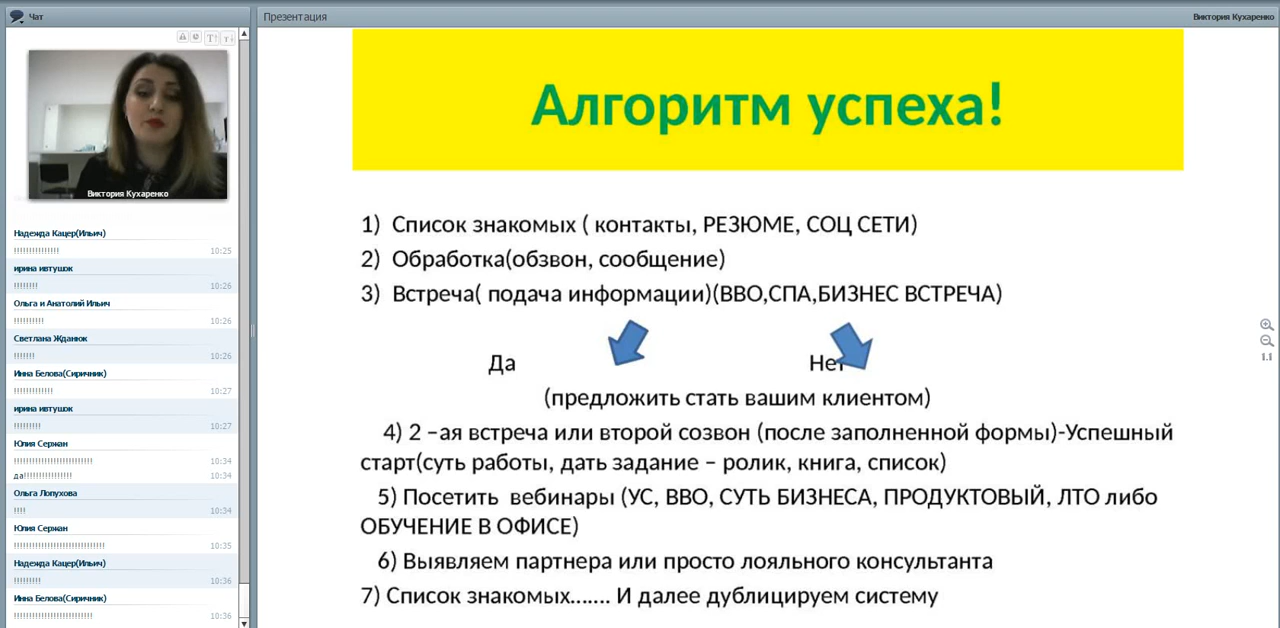 Чат
Презентация
Виктория Кухаренко
Виктория Кухаренко
Надежда Кацер(Ильич)
!!!!!!!!!!!!!!! 10:25
ирина ивтушок
!!!!!!!! 10:26
Ольга и Анатолий Ильич
!!!!!!!!!! 10:26
Светлана Жданюк
!!!!!!! 10:26
Инна Белова(Сиричник)
!!!!!!!!!!!!! 10:27
ирина ивтушок
!!!!!!!!! 10:27
Юлия Сержан
!!!!!!!!!!!!!!!!!!!!!!!!!! 10:34
да!!!!!!!!!!!!!!!! 10:34
Ольга Лопухова
!!!! 10:34
Юлия Сержан
!!!!!!!!!!!!!!!!!!!!!!!!!!!!!! 10:35
Надежда Кацер(Ильич)
!!!!!!!!! 10:36
Инна Белова(Сиричник)
!!!!!!!!!!!!!!!!!!!!!!!!!! 10:36
Алгоритм успеха!
1) Список знакомых ( контакты, РЕЗЮМЕ, СОЦ СЕТИ)
2) Обработка(обзвон, сообщение)
3) Встреча( подача информации)(ВВО,СПА,БИЗНЕС ВСТРЕЧА)
Да Нет
(предложить стать вашим клиентом)
4) 2 –ая встреча или второй созвон (после заполненной формы)-Успешный
старт(суть работы, дать задание – ролик, книга, список)
5) Посетить вебинары (УС, ВВО, СУТЬ БИЗНЕСА, ПРОДУКТОВЫЙ, ЛТО либо
ОБУЧЕНИЕ В ОФИСЕ)
6) Выявляем партнера или просто лояльного консультанта
7) Список знакомых……. И далее дублицируем систему
1.1